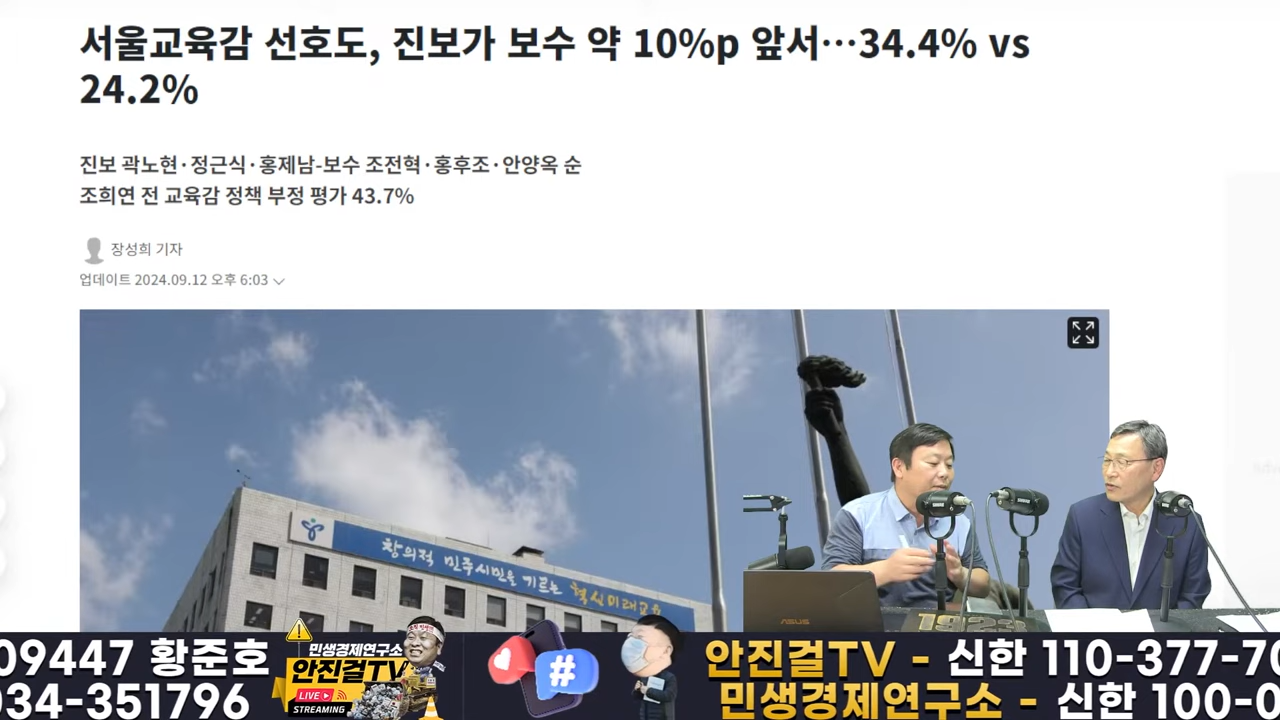 서울교육감 선호도, 진보가 보수 약 10%p 앞서…34.4% vs
24.2%
진보 곽노현·정근식·홍제남-보수 조전혁·홍후조·안양옥 순
조희연 전 교육감 정책 부정 평가 43.7%
장성희 기자
업데이트 2024.09.12 오후 6:03
창의적 민주시민을 기르는 혁신미래교육
ASUS
1923
09447 황준호
034-351796
민생경제연구소
안진걸TV
LIVE
STREAMING
#
안진걸TV - 신한 110-377-70
민생경제연구소 - 신한 100-0